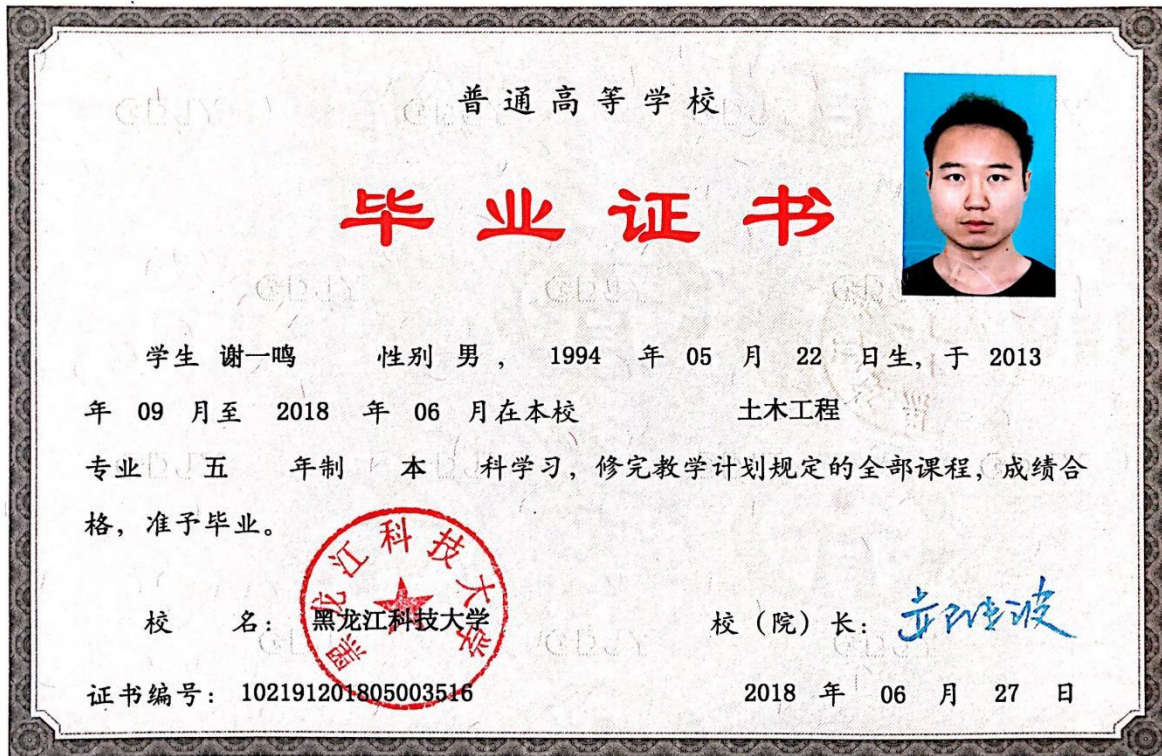 普通高等学校
毕业证书
学生 谢一鸣 性别 男 ， 1994 年 05 月 22 日生, 于 2013
年 09 月至 2018 年 06 月在本校 土木工程
专业 五 年制 本 科学习, 修完教学计划规定的全部课程, 成绩合
格, 准予毕业。
黑龙江科技大学
校 名: 黑龙江科技大学 校 (院) 长:
证书编号: 102191201805003516 2018 年 06 月 27 日